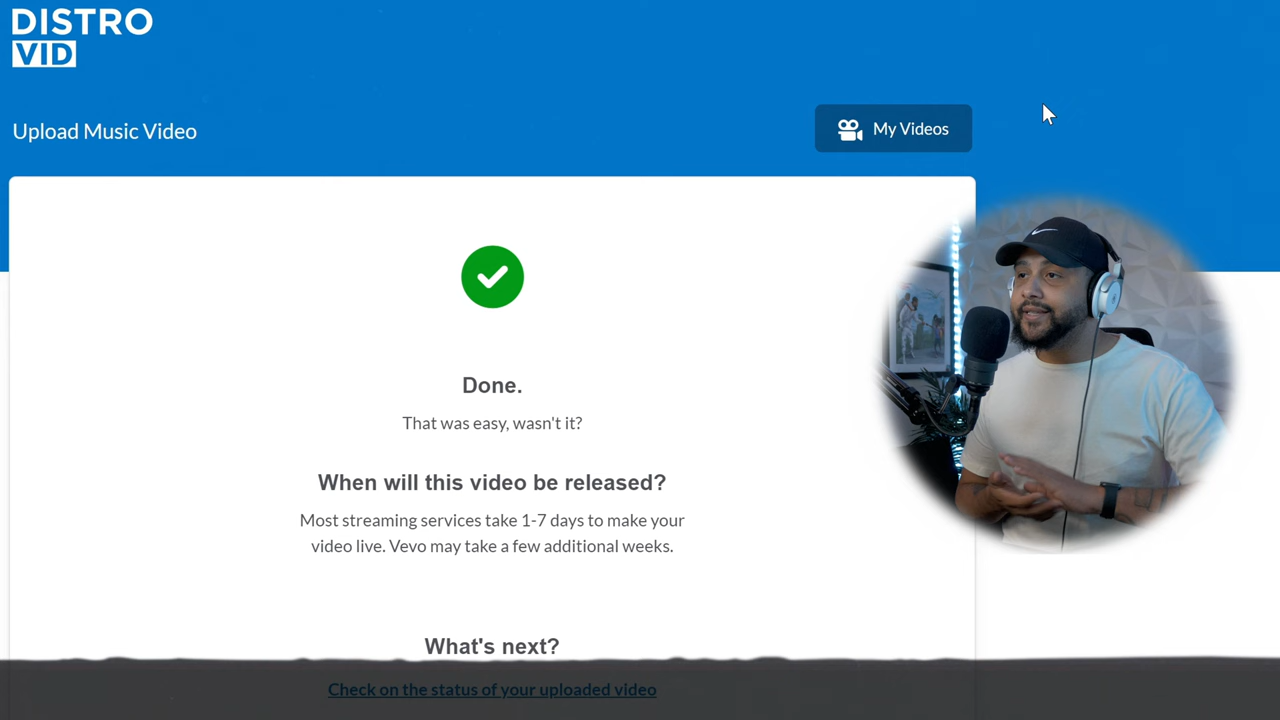 DISTRO
VID
Upload Music Video
My Videos
Done.
That was easy, wasn't it?
When will this video be released?
Most streaming services take 1-7 days to make your
video live. Vevo may take a few additional weeks.
What's next?
Check on the status of your uploaded video